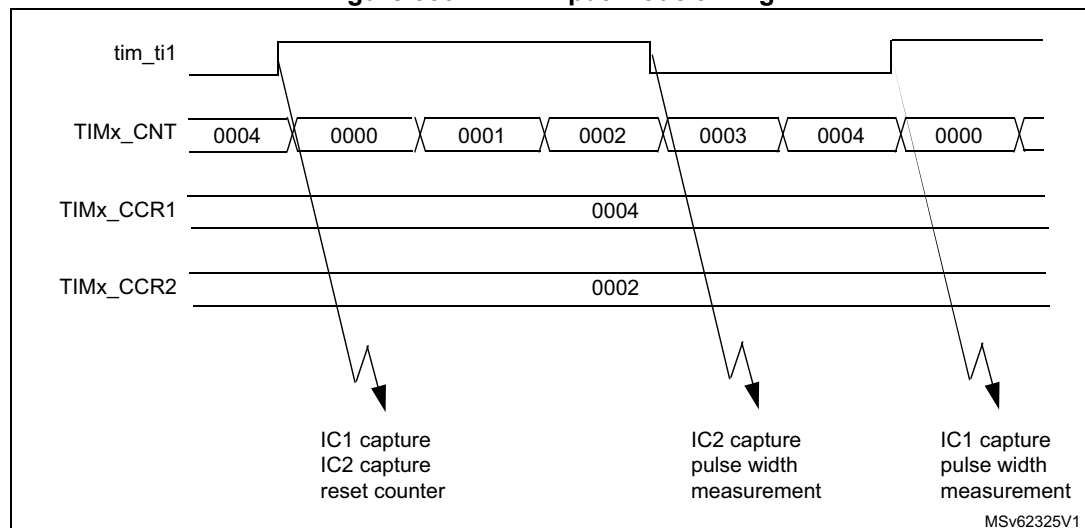 tim_ti1
TIMx_CNT 0004 0000 0001 0002 0003 0004 0000
TIMx_CCR1 0004
TIMx_CCR2 0002
IC1 capture
IC2 capture
reset counter
IC2 capture
pulse width
measurement
IC1 capture
pulse width
measurement
MSv62325V1